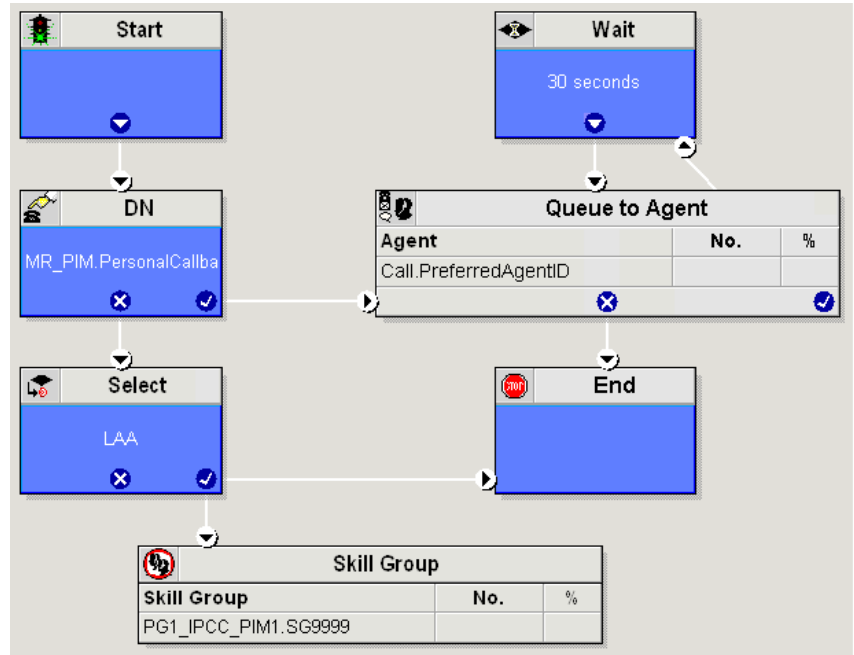 Start
Wait
30 seconds
DN
MR_PIM.PersonalCallba
Queue to Agent
Agent No. %
Call.PreferredAgentID
Select
LAA
End
STOP
Skill Group
Skill Group No. %
PG1_IPCC_PIM1.SG9999